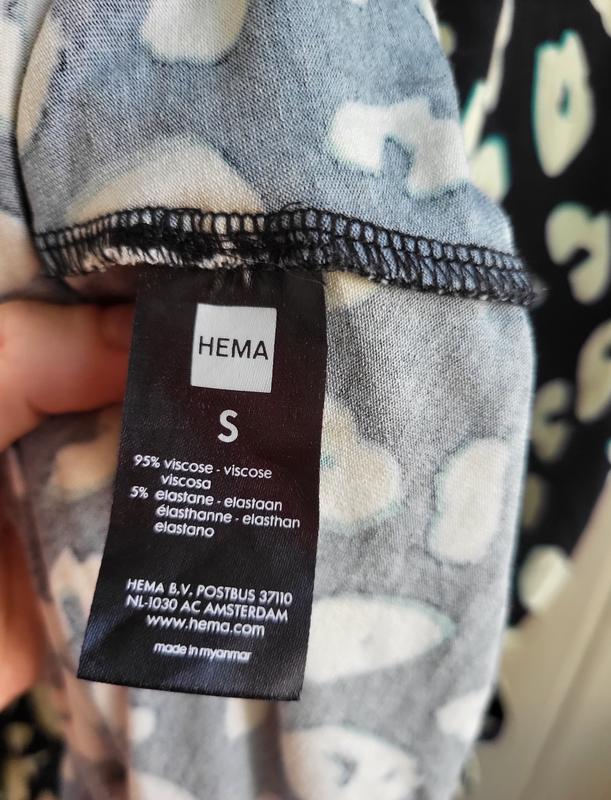 HEMA
S
95% viscose - viscose
viscosa
5% elastane - elastaan
élasthanne - elasthan
elastano
HEMA B.V. POSTBUS 37110
NL-1030 AC AMSTERDAM
www.hema.com
made in myanmar